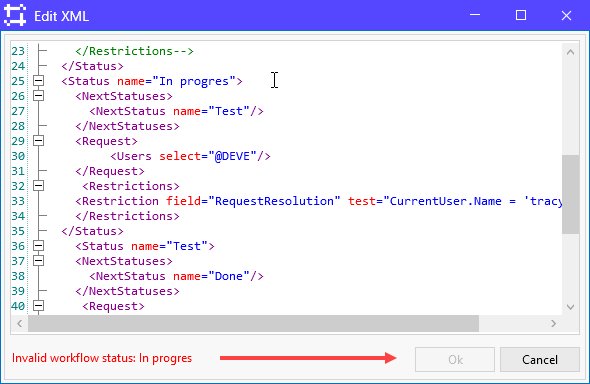 Edit XML
23 </Restrictions-->
24 </Status>
25 <Status name="In progres">
26 <NextStatuses>
27 <NextStatus name="Test"/>
28 </NextStatuses>
29 <Request>
30 <Users select="@DEVE"/>
31 </Request>
32 <Restrictions>
33 <Restriction field="RequestResolution" test="CurrentUser.Name = 'tracy
34 </Restrictions>
35 </Status>
36 <Status name="Test">
37 <NextStatuses>
38 <NextStatus name="Done"/>
39 </NextStatuses>
40 <Request>
Invalid workflow status: In progres Ok Cancel